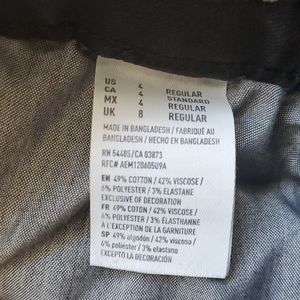 US 4 REGULAR
CA 4 STANDARD
MX 4 REGULAR
UK 8 REGULAR
MADE IN BANGLADESH / FABRIQUÉ AU
BANGLADESH / HECHO EN BANGLADESH
RN 54485/CA 03873
RFC# AEM120605U9A
EN 49% COTTON / 42% VISCOSE /
6% POLYESTER / 3% ELASTANE
EXCLUSIVE OF DECORATION
FR 49% COTON / 42% VISCOSE /
6% POLYESTER / 3% ÉLASTHANNE
À L'EXCEPTION DE LA GARNITURE
SP 49% algodón / 42% viscosa /
6% poliéster / 3% elastano
EXCEPTO LA DECORACIÓN